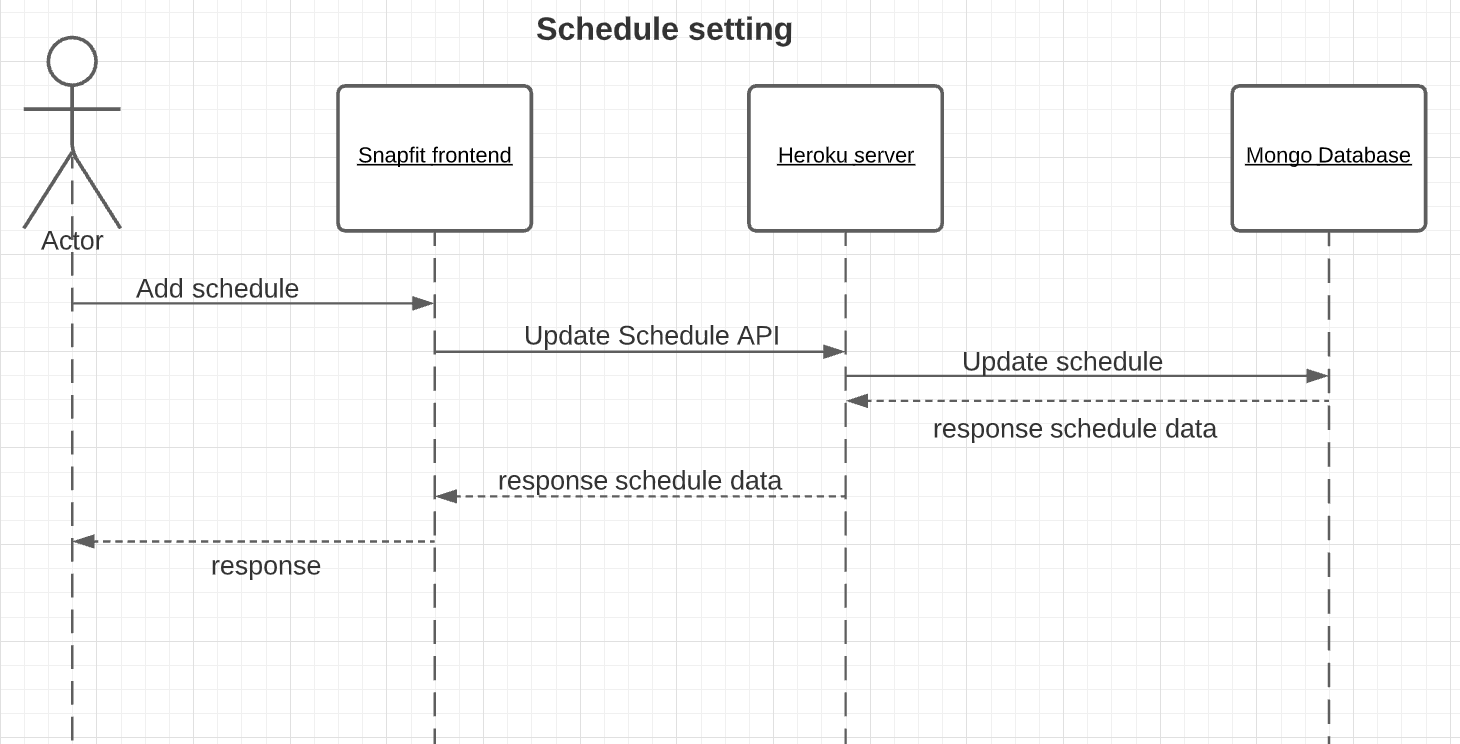 Schedule setting
Snapfit frontend
Heroku server
Mongo Database
Actor
Add schedule
Update Schedule API
Update schedule
response schedule data
response schedule data
response